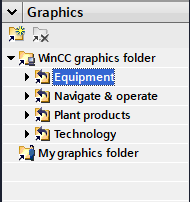 Graphics
WinCC graphics folder
Equipment
Navigate & operate
Plant products
Technology
My graphics folder